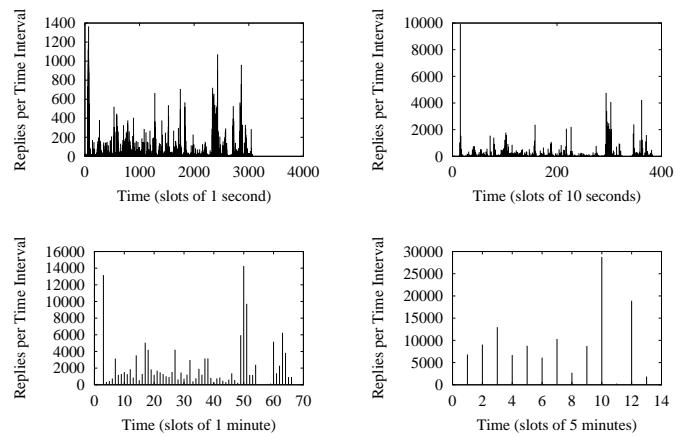 Replies per Time Interval
1400
1200
1000
800
600
400
200
0
0 1000 2000 3000 4000
Time (slots of 1 second)
Replies per Time Interval
10000
8000
6000
4000
2000
0
0 200 400
Time (slots of 10 seconds)
Replies per Time Interval
16000
14000
12000
10000
8000
6000
4000
2000
0
0 10 20 30 40 50 60 70
Time (slots of 1 minute)
Replies per Time Interval
30000
25000
20000
15000
10000
5000
0
0 2 4 6 8 10 12 14
Time (slots of 5 minutes)